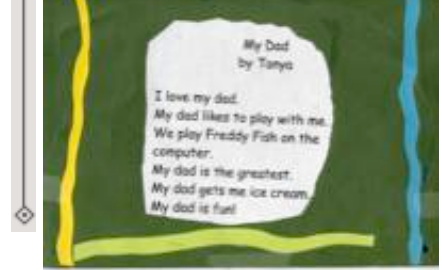 My Dad
by Tanya
I love my dad.
My dad likes to play with me.
We play Freddy Fish on the
computer.
My dad is the greatest.
My dad gets me ice cream.
My dad is fun!